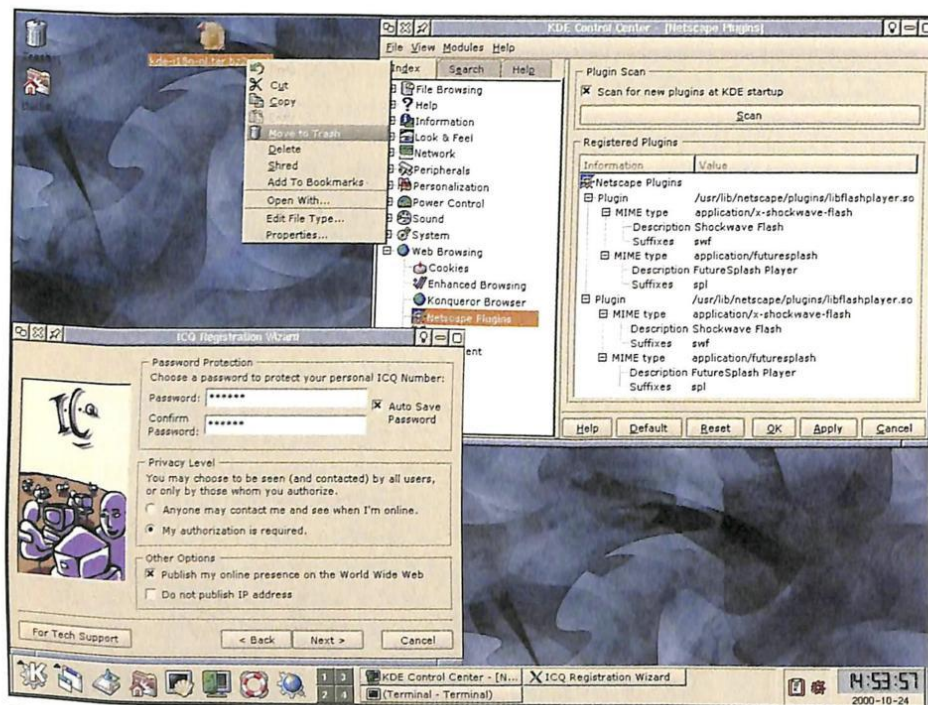 KDE Control Center - [Netscape Plugins]
File View Modules Help
Cut
Copy
Move to Trash
Delete
Shred
Add To Bookmarks
Open With...
Edit File Type...
Properties...
Index Search Help
File Browsing
Help
Information
Look & Feel
Network
Peripherals
Personalization
Power Control
Sound
System
Web Browsing
Cookies
Enhanced Browsing
Konqueror Browser
Netscape Plugins
Plugin Scan
Scan for new plugins at KDE startup
Scan
Registered Plugins
Information Value
Netscape Plugins
Plugin /usr/lib/netscape/plugins/libflashplayer.so
MIME type application/x-shockwave-flash
Description Shockwave Flash
Suffixes swf
MIME type application/futuresplash
Description FutureSplash Player
Suffixes spl
Plugin /usr/lib/netscape/plugins/libflashplayer.so
MIME type application/x-shockwave-flash
Description Shockwave Flash
Suffixes swf
MIME type application/futuresplash
Description FutureSplash Player
Suffixes spl
Help Default Reset OK Apply Cancel
ICQ Registration Wizard
ICQ
Password Protection
Choose a password to protect your personal ICQ Number:
Password: ******
Confirm
Password: ******
Auto Save
Password
Privacy Level
You may choose to be seen (and contacted) by all users,
or only by those whom you authorize.
Anyone may contact me and see when I'm online.
My authorization is required.
Other Options
Publish my online presence on the World Wide Web
Do not publish IP address
For Tech Support < Back Next > Cancel
1 3
2 4
KDE Control Center - [N... ICQ Registration Wizard
(Terminal - Terminal)
14:53:57
2000-10-24